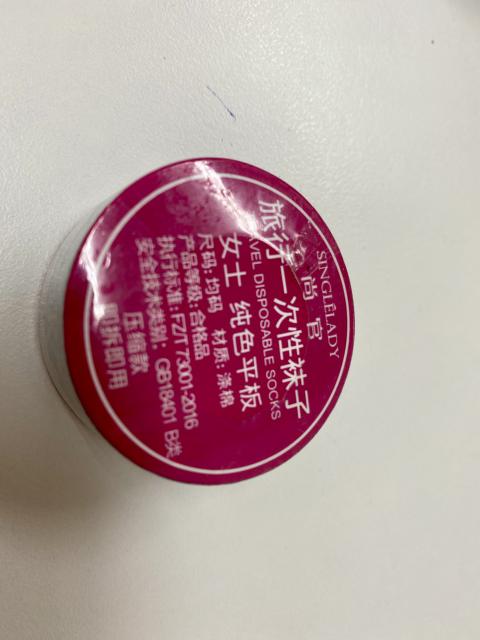 SINGLELADY
尚官
旅行一次性袜子
TRAVEL DISPOSABLE SOCKS
女士 纯色平板
尺码:均码 材质:涤棉
产品等级:合格品
执行标准:FZ/T 73001-2016
安全技术类别: GB18401 B类
压缩款
即拆即用